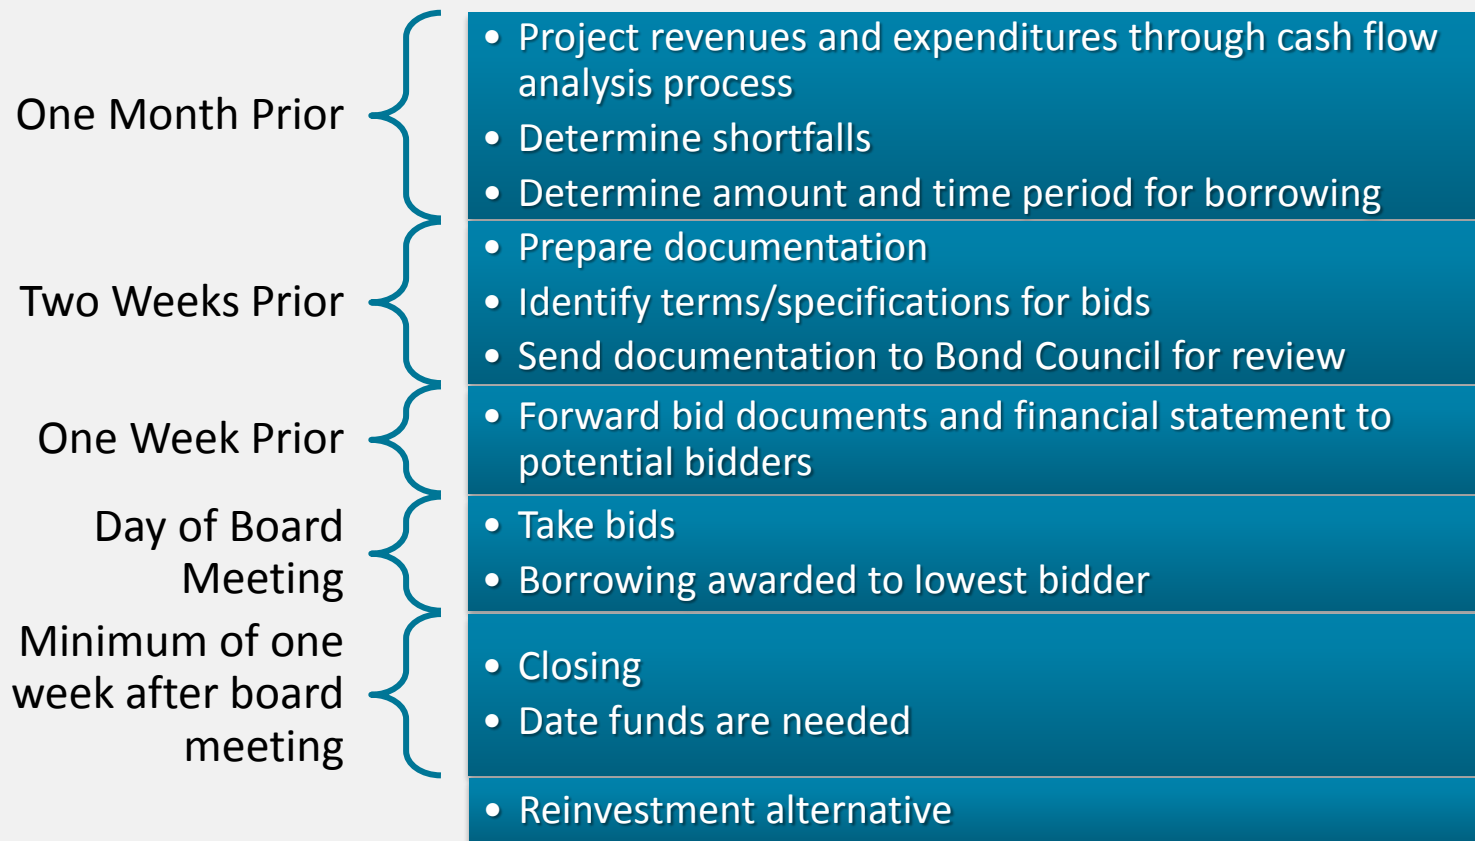 One Month Prior
• Project revenues and expenditures through cash flow
analysis process
• Determine shortfalls
• Determine amount and time period for borrowing
Two Weeks Prior
• Prepare documentation
• Identify terms/specifications for bids
• Send documentation to Bond Council for review
One Week Prior
• Forward bid documents and financial statement to
potential bidders
Day of Board
Meeting
• Take bids
• Borrowing awarded to lowest bidder
Minimum of one
week after board
meeting
• Closing
• Date funds are needed
• Reinvestment alternative